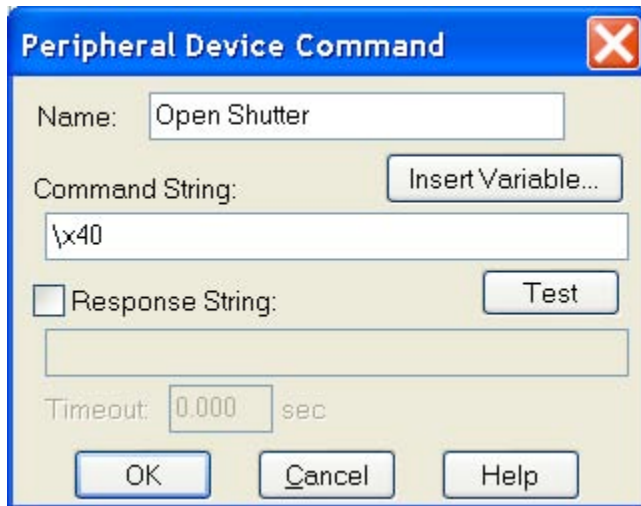 Peripheral Device Command
Name: Open Shutter
Command String: Insert Variable...
\x40
Response String: Test
Timeout: 0.000 sec
OK Cancel Help